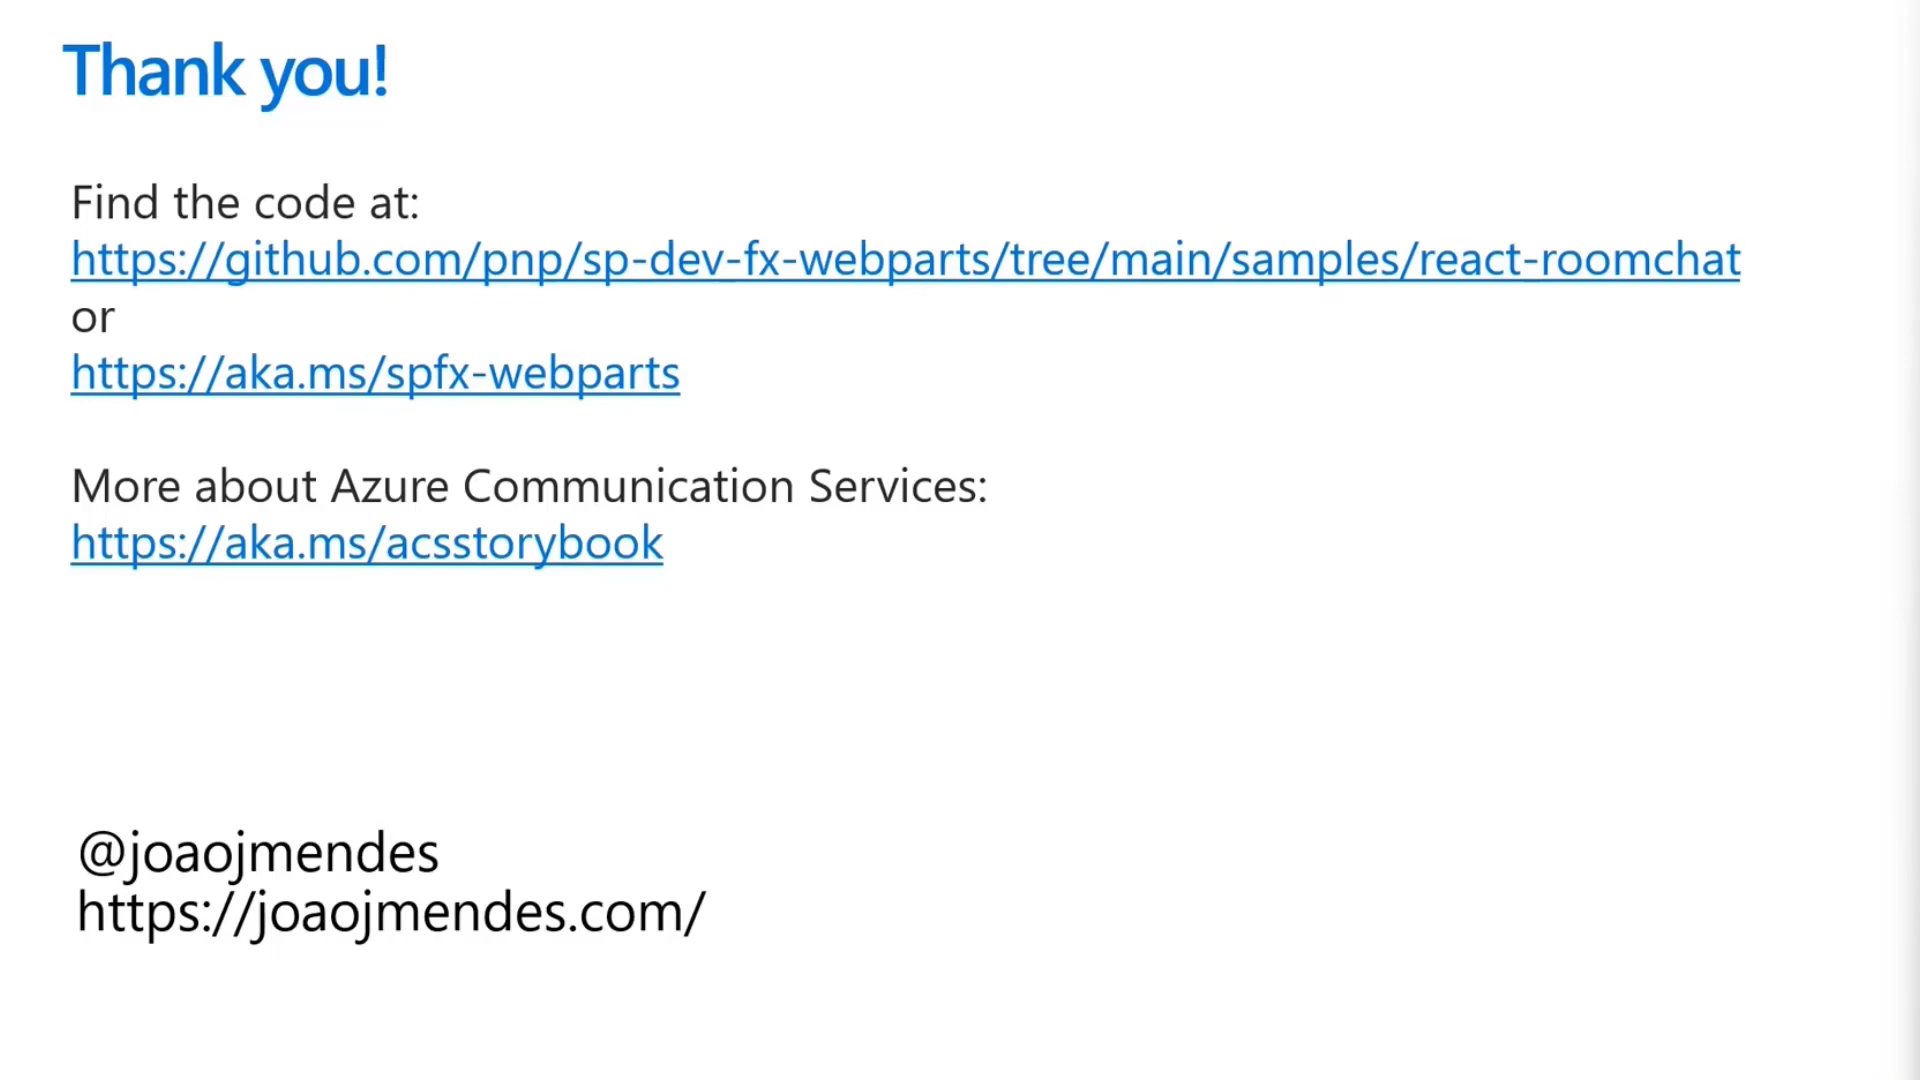 Thank you!
Find the code at:
https://github.com/pnp/sp-dev-fx-webparts/tree/main/samples/react-roomchat
or
https://aka.ms/spfx-webparts
More about Azure Communication Services:
https://aka.ms/acsstorybook
@joaojmendes
https://joaojmendes.com/